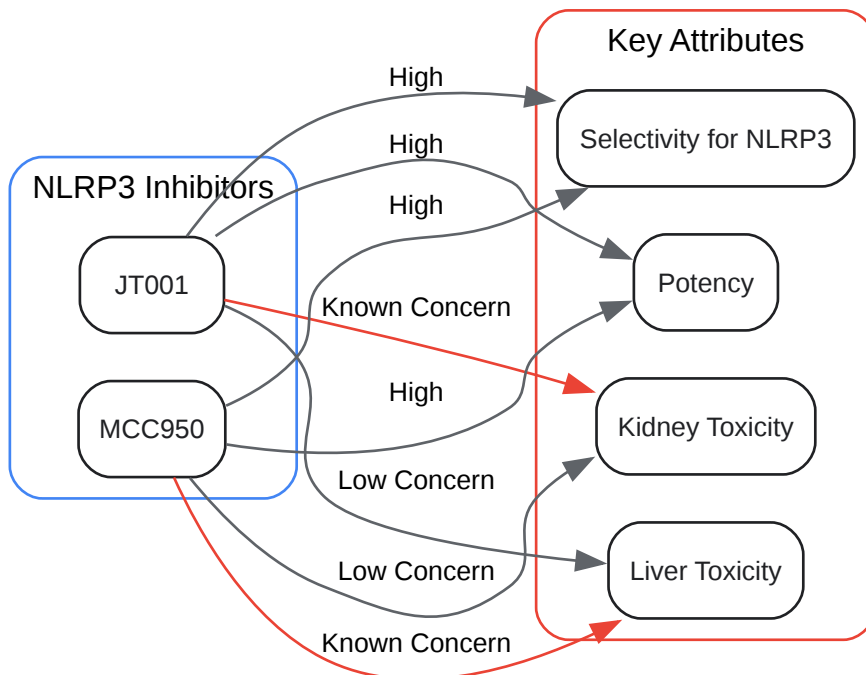 Key Attributes
High
Selectivity for NLRP3
High
NLRP3 Inhibitors
High
JT001
Potency
Known Concern
High
MCC950
Kidney Toxicity
Low Concern
Low Concern
Liver Toxicity
Known Concern